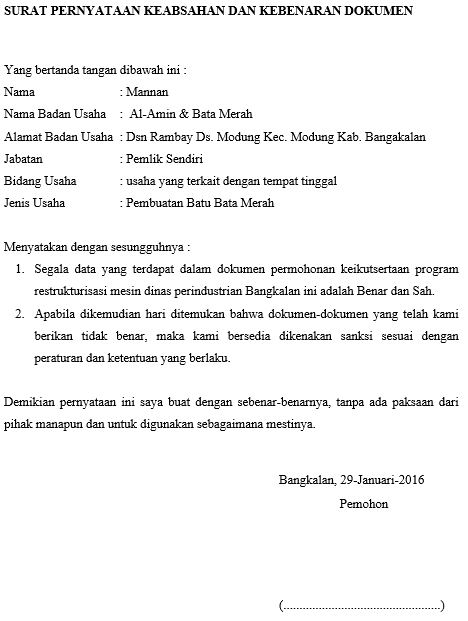 SURAT PERNYATAAN KEABSAHAN DAN KEBENARAN DOKUMEN
Yang bertanda tangan dibawah ini :
Nama : Mannan
Nama Badan Usaha : Al-Amin & Bata Merah
Alamat Badan Usaha : Dsn Rambay Ds. Modung Kec. Modung Kab. Bangakalan
Jabatan : Pemlik Sendiri
Bidang Usaha : usaha yang terkait dengan tempat tinggal
Jenis Usaha : Pembuatan Batu Bata Merah
Menyatakan dengan sesungguhnya :
1. Segala data yang terdapat dalam dokumen permohonan keikutsertaan program
restrukturisasi mesin dinas perindustrian Bangkalan ini adalah Benar dan Sah.
2. Apabila dikemudian hari ditemukan bahwa dokumen-dokumen yang telah kami
berikan tidak benar, maka kami bersedia dikenakan sanksi sesuai dengan
peraturan dan ketentuan yang berlaku.
Demikian pernyataan ini saya buat dengan sebenar-benarnya, tanpa ada paksaan dari
pihak manapun dan untuk digunakan sebagaimana mestinya.
Bangkalan, 29-Januari-2016
Pemohon
(.................................................)